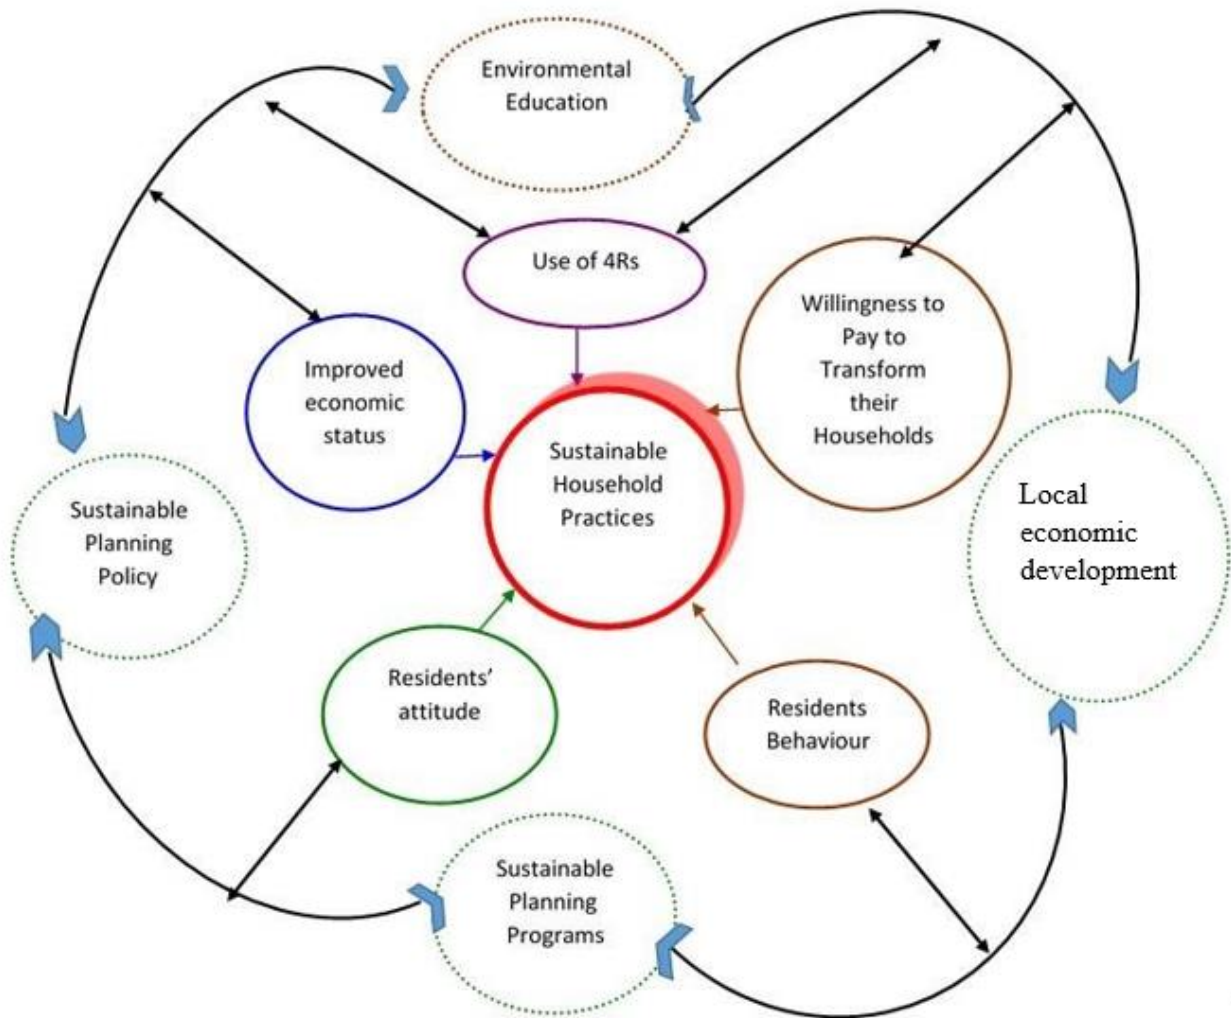 Environmental
Education
Use of 4Rs
Willingness to
Pay to
Transform
their
Households
Improved
economic
status
Sustainable
Household
Practices
Sustainable
Planning
Policy
Local
economic
development
Residents'
attitude
Residents
Behaviour
Sustainable
Planning
Programs